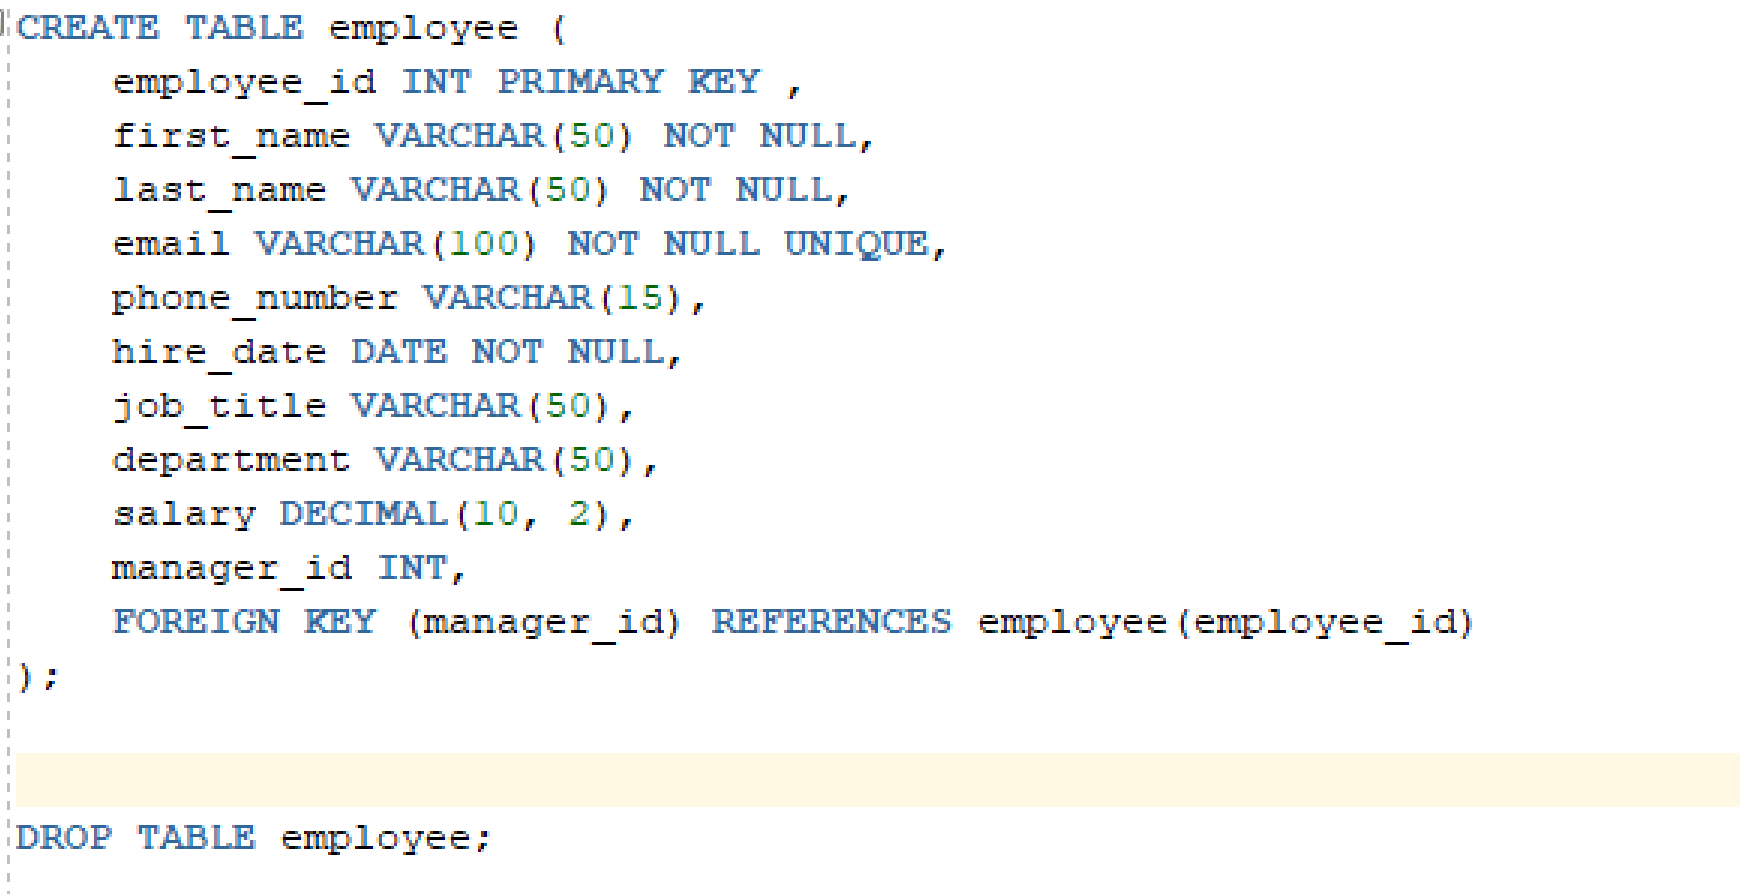 CREATE TABLE employee (
    employee_id INT PRIMARY KEY ,
    first_name VARCHAR(50) NOT NULL,
    last_name VARCHAR(50) NOT NULL,
    email VARCHAR(100) NOT NULL UNIQUE,
    phone_number VARCHAR(15),
    hire_date DATE NOT NULL,
    job_title VARCHAR(50),
    department VARCHAR(50),
    salary DECIMAL(10, 2),
    manager_id INT,
    FOREIGN KEY (manager_id) REFERENCES employee(employee_id)
);
DROP TABLE employee;